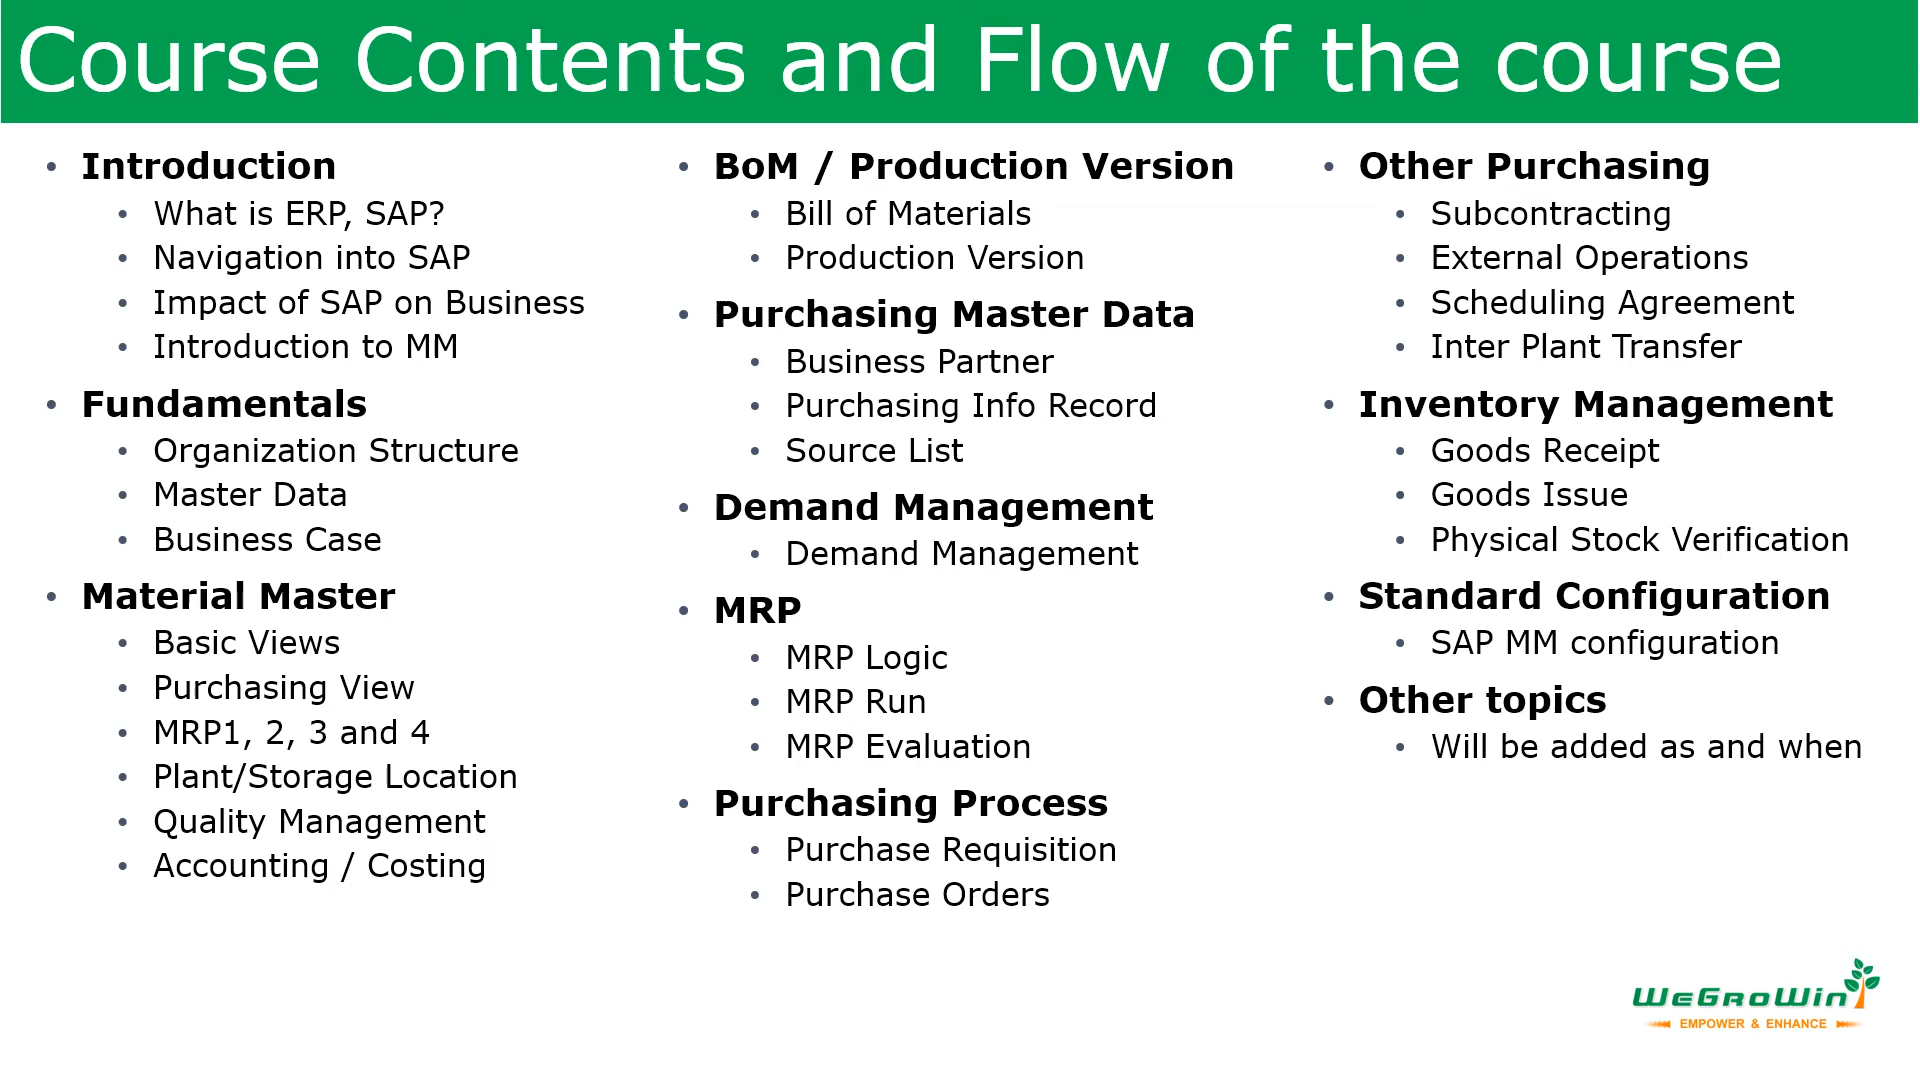 Course Contents and Flow of the course
Introduction
What is ERP, SAP?
Navigation into SAP
Impact of SAP on Business
Introduction to MM
Fundamentals
Organization Structure
Master Data
Business Case
Material Master
Basic Views
Purchasing View
MRP1, 2, 3 and 4
Plant/Storage Location
Quality Management
Accounting / Costing
BoM / Production Version
Bill of Materials
Production Version
Purchasing Master Data
Business Partner
Purchasing Info Record
Source List
Demand Management
Demand Management
MRP
MRP Logic
MRP Run
MRP Evaluation
Purchasing Process
Purchase Requisition
Purchase Orders
Other Purchasing
Subcontracting
External Operations
Scheduling Agreement
Inter Plant Transfer
Inventory Management
Goods Receipt
Goods Issue
Physical Stock Verification
Standard Configuration
SAP MM configuration
Other topics
Will be added as and when
WeGroWin
EMPOWER & ENHANCE